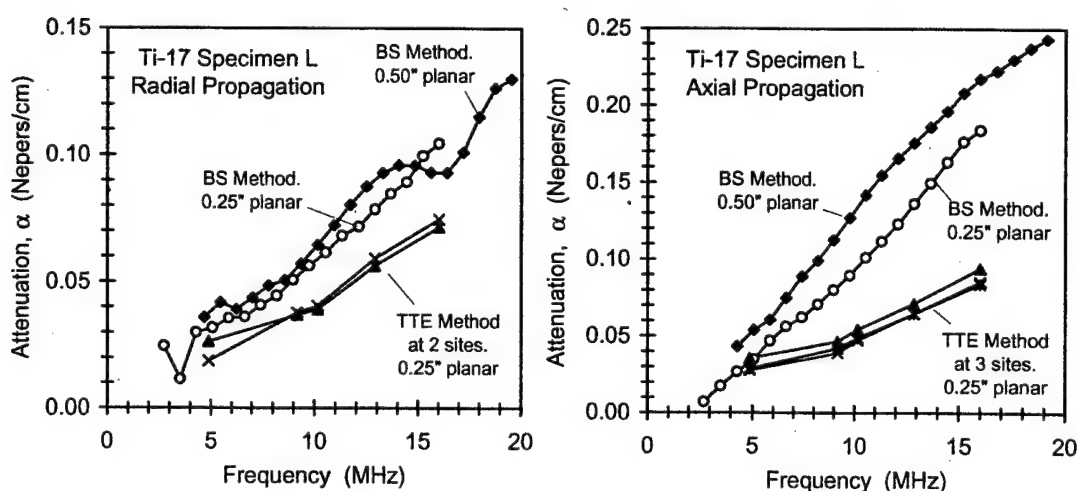 Ti-17 Specimen L
Radial Propagation
BS Method.
0.50" planar
BS Method.
0.25" planar
TTE Method
at 2 sites.
0.25" planar
Attenuation, α (Nepers/cm)
0.15
0.10
0.05
0.00
0
5
10
15
20
Frequency (MHz)
Ti-17 Specimen L
Axial Propagation
BS Method.
0.50" planar
BS Method.
0.25" planar
TTE Method
at 3 sites.
0.25" planar
Attenuation, α (Nepers/cm)
0.25
0.20
0.15
0.10
0.05
0.00
0
5
10
15
20
Frequency (MHz)